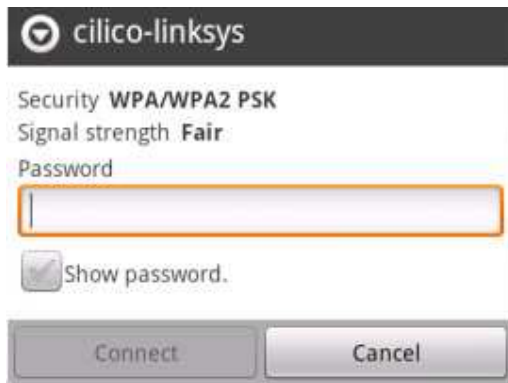 cilico-linksys
Security WPA/WPA2 PSK
Signal strength Fair
Password
Show password.
Connect Cancel